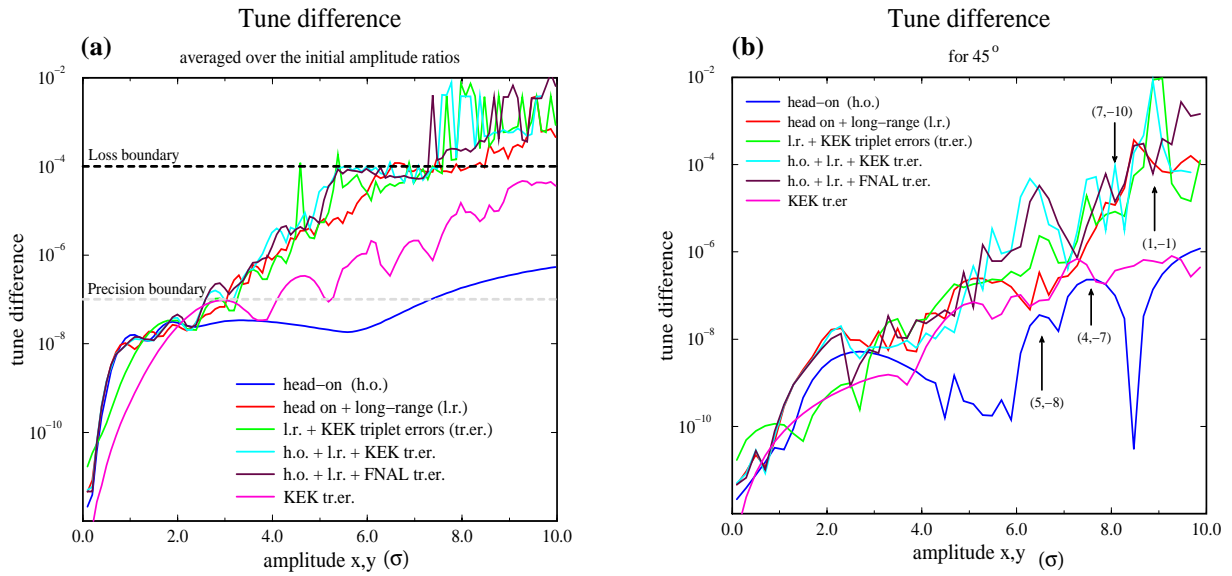 Tune difference
(a)
averaged over the initial amplitude ratios
10−2
10−4
10−6
10−8
10−10
tune difference
Loss boundary
Precision boundary
head−on (h.o.)
head on + long−range (l.r.)
l.r. + KEK triplet errors (tr.er.)
h.o. + l.r. + KEK tr.er.
h.o. + l.r. + FNAL tr.er.
KEK tr.er.
0.0 2.0 4.0 6.0 8.0 10.0
amplitude x,y (σ)
Tune difference
(b)
for 45o
10−2
10−4
10−6
10−8
10−10
tune difference
head−on (h.o.)
head on + long−range (l.r.)
l.r. + KEK triplet errors (tr.er.)
h.o. + l.r. + KEK tr.er.
h.o. + l.r. + FNAL tr.er.
KEK tr.er
(7,−10)
(1,−1)
(4,−7)
(5,−8)
0.0 2.0 4.0 6.0 8.0 10.0
amplitude x,y (σ)